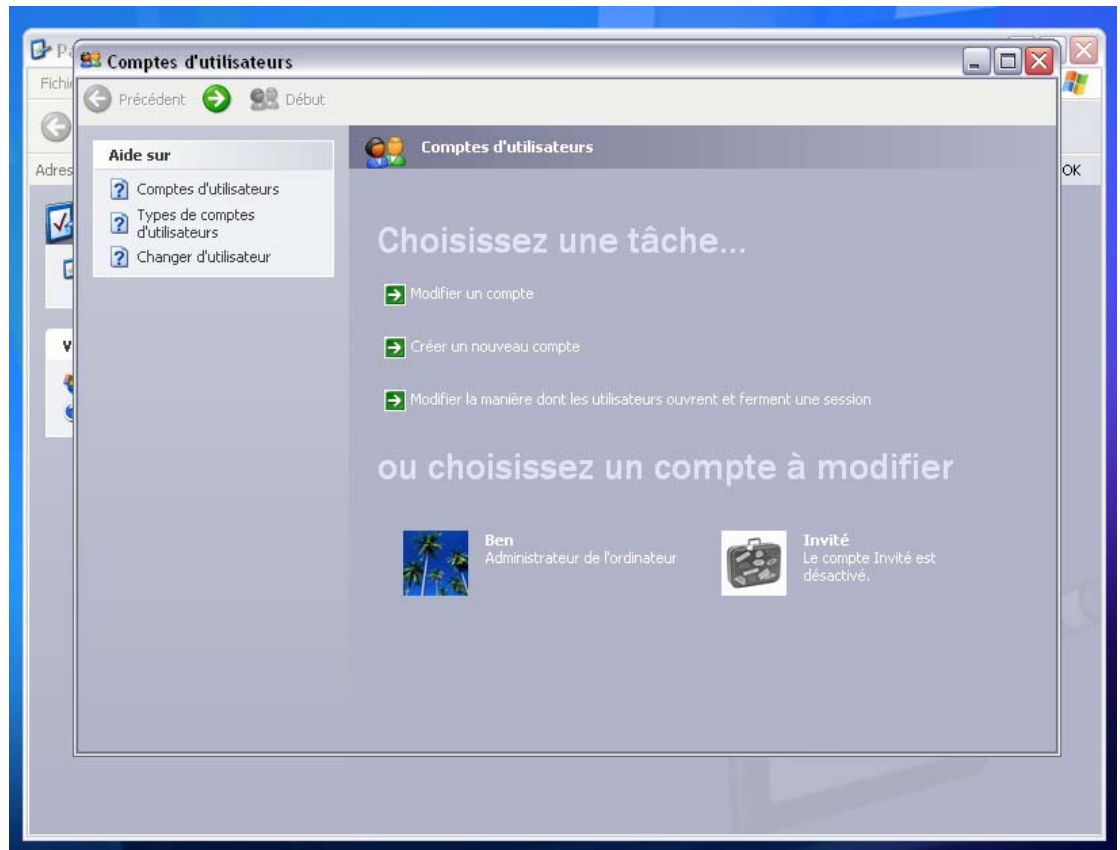 Comptes d'utilisateurs
Fichie
Précédent
Début
Adres
OK
Aide sur
Comptes d'utilisateurs
Types de comptes
d'utilisateurs
Changer d'utilisateur
Comptes d'utilisateurs
Choisissez une tâche...
Modifier un compte
Créer un nouveau compte
Modifier la manière dont les utilisateurs ouvrent et ferment une session
ou choisissez un compte à modifier
Ben
Administrateur de l'ordinateur
Invité
Le compte Invité est
désactivé.